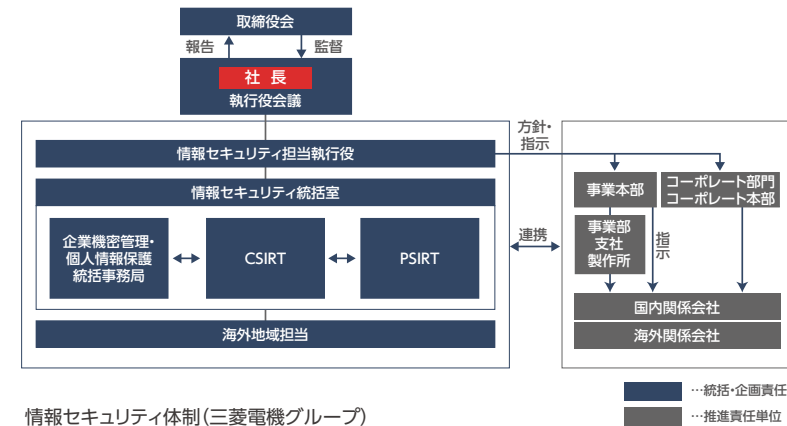 取締役会
報告
監督
社長
執行役会議
方針・
指示
情報セキュリティ担当執行役
情報セキュリティ統括室
企業機密管理・
個人情報保護
統括事務局
CSIRT
PSIRT
海外地域担当
連携
事業本部
コーポレート部門
コーポレート本部
事業部
支社
製作所
指示
国内関係会社
海外関係会社
…統括・企画責任
…推進責任単位
情報セキュリティ体制(三菱電機グループ)